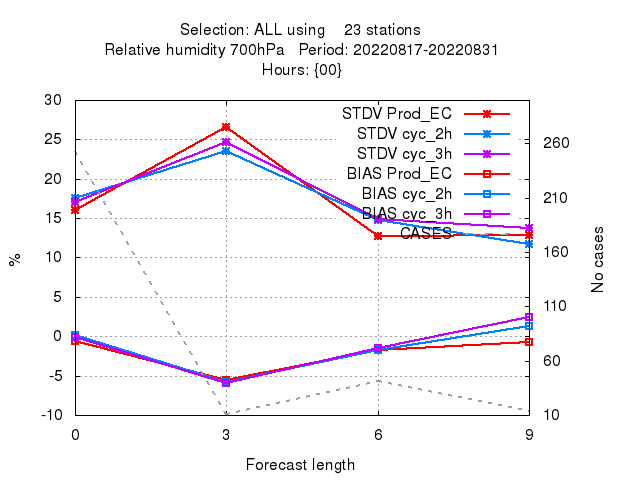 Selection: ALL using 23 stations
Relative humidity 700hPa Period: 20220817-20220831
Hours: {00}
30
25
20
15
10
5
0
-5
-10
%
STDV Prod_EC
STDV cyc_2h
STDV cyc_3h
BIAS Prod_EC
BIAS cyc_2h
BIAS cyc_3h
CASES
260
210
160
110
60
10
No cases
0 3 6 9
Forecast length